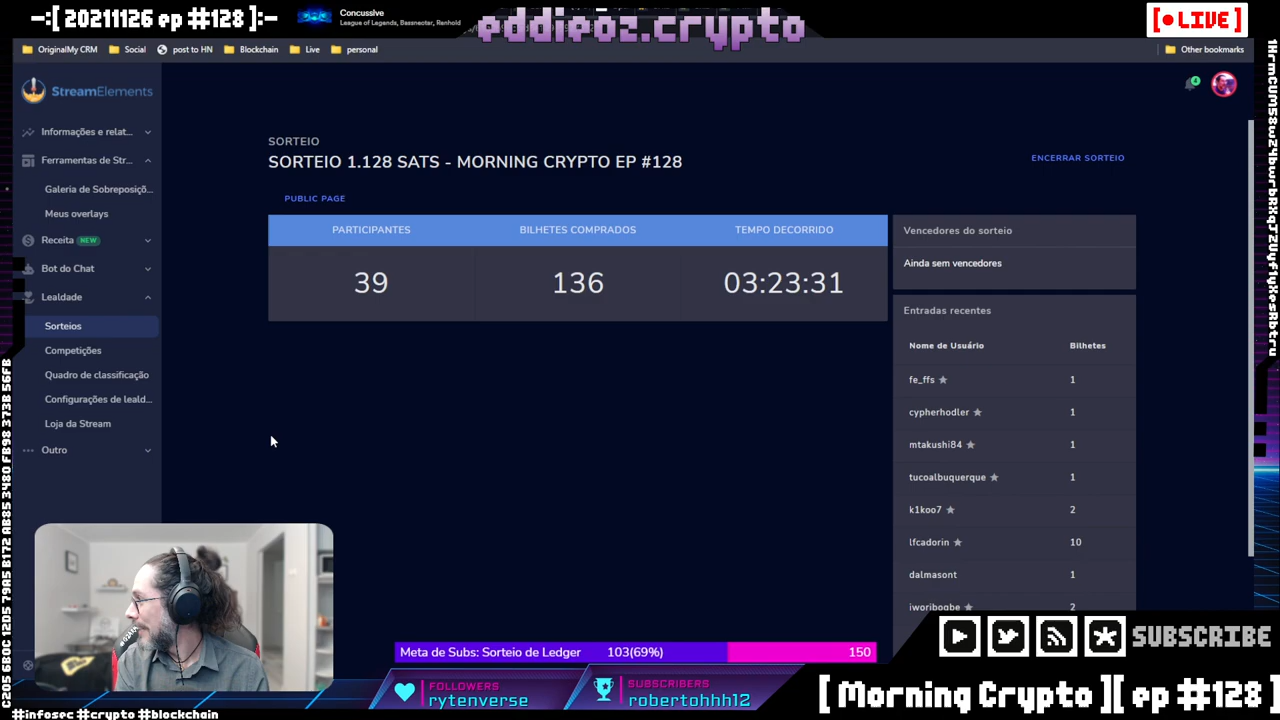 -:[ 20211126 ep #128 ]:-
Concussive
League of Legends, Bassnecter, Renhold
eddieoz.crypto
[•LIVE]
OriginalMy CRM
Social
post to HN
Blockchain
Live
personal
Other bookmarks
StreamElements
4
Informações e relat...
Ferramentas de Str...
Galeria de Sobreposiçõ...
Meus overlays
Receita NEW
Bot do Chat
Lealdade
Sorteios
Competições
Quadro de classificação
Configurações de leald...
Loja da Stream
Outro
SORTEIO
SORTEIO 1.128 SATS - MORNING CRYPTO EP #128
ENCERRAR SORTEIO
PUBLIC PAGE
PARTICIPANTES
BILHETES COMPRADOS
TEMPO DECORRIDO
39
136
03:23:31
Vencedores do sorteio
Ainda sem vencedores
Entradas recentes
Nome de Usuário
Bilhetes
fe_ffs
1
cypherhodler
1
mtakushi84
1
tucoalbuquerque
1
k1koo7
2
lfcadorin
10
dalmasont
1
iworibogbe
2
Meta de Subs: Sorteio de Ledger
103(69%)
150
FOLLOWERS
rytenverse
SUBSCRIBERS
robertohhh12
SUBSCRIBE
[ Morning Crypto ][ ep #128 ]
#infosec #crypto #blockchain